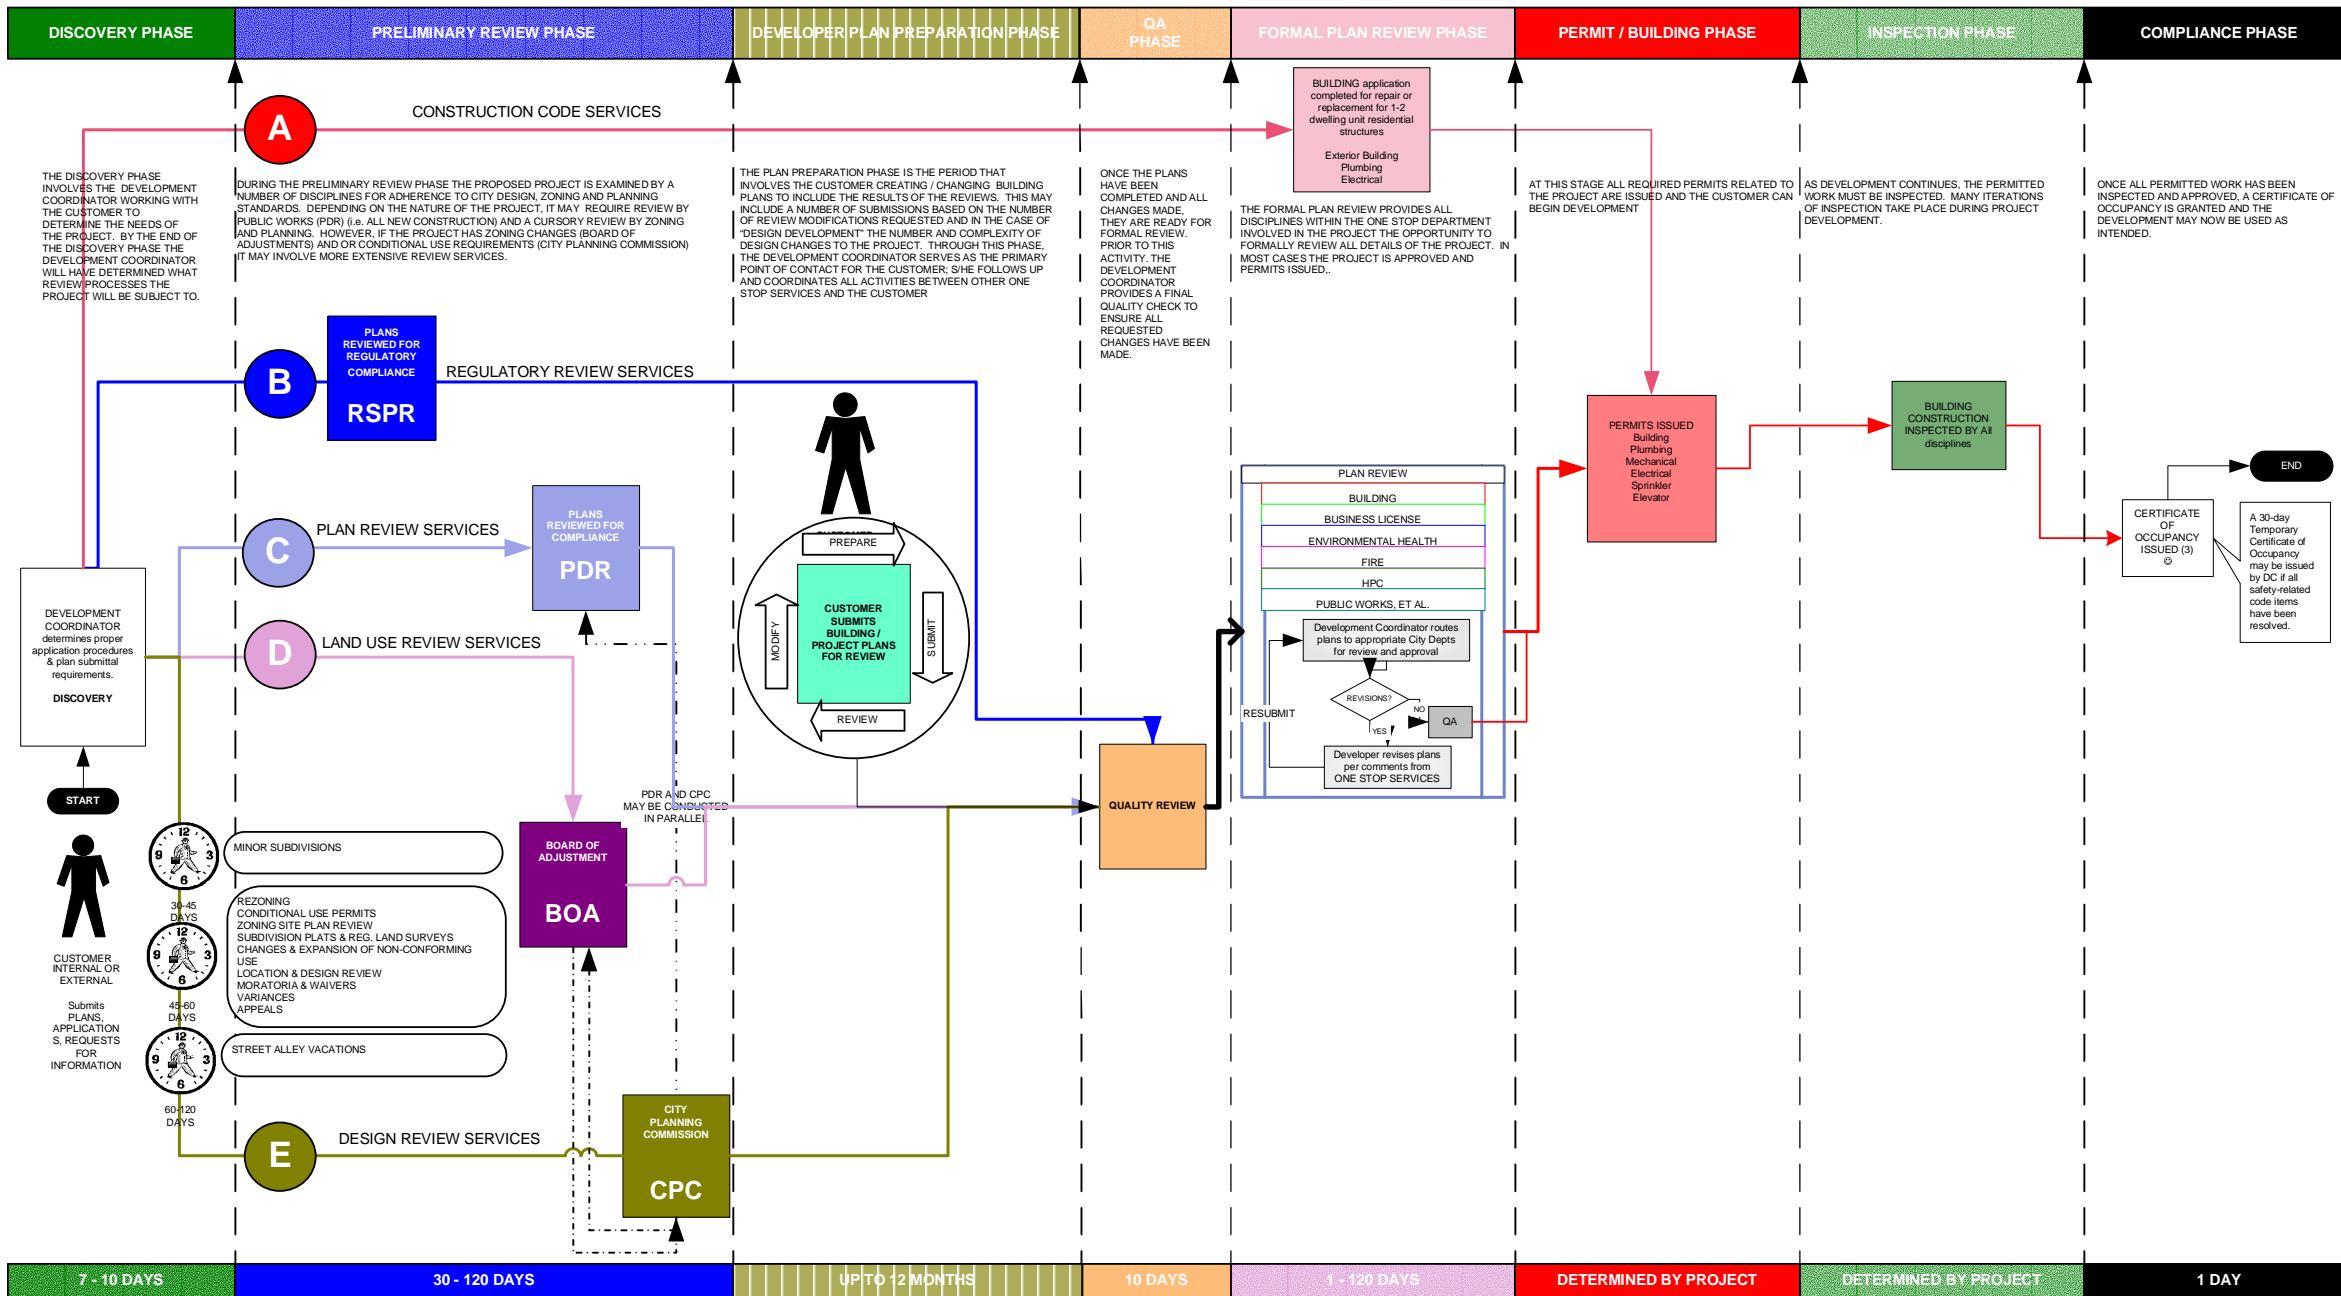 DISCOVERY PHASE
PRELIMINARY REVIEW PHASE
DEVELOPER PLAN PREPARATION PHASE
QA
PHASE
FORMAL PLAN REVIEW PHASE
PERMIT / BUILDING PHASE
INSPECTION PHASE
COMPLIANCE PHASE
A
CONSTRUCTION CODE SERVICES
BUILDING application
completed for repair or
replacement for 1-2
dwelling unit residential
structures
Exterior Building
Plumbing
Electrical
THE DISCOVERY PHASE
INVOLVES THE DEVELOPMENT
COORDINATOR WORKING WITH
THE CUSTOMER TO
DETERMINE THE NEEDS OF
THE PROJECT. BY THE END OF
THE DISCOVERY PHASE THE
DEVELOPMENT COORDINATOR
WILL HAVE DETERMINED WHAT
REVIEW PROCESSES THE
PROJECT WILL BE SUBJECT TO.
DURING THE PRELIMINARY REVIEW PHASE THE PROPOSED PROJECT IS EXAMINED BY A
NUMBER OF DISCIPLINES FOR ADHERENCE TO CITY DESIGN, ZONING AND PLANNING
STANDARDS. DEPENDING ON THE NATURE OF THE PROJECT, IT MAY REQUIRE REVIEW BY
PUBLIC WORKS (PDR) (i.e. ALL NEW CONSTRUCTION) AND A CURSORY REVIEW BY ZONING
AND PLANNING. HOWEVER, IF THE PROJECT HAS ZONING CHANGES (BOARD OF
ADJUSTMENTS) AND OR CONDITIONAL USE REQUIREMENTS (CITY PLANNING COMMISSION)
IT MAY INVOLVE MORE EXTENSIVE REVIEW SERVICES.
THE PLAN PREPARATION PHASE IS THE PERIOD THAT
INVOLVES THE CUSTOMER CREATING / CHANGING BUILDING
PLANS TO INCLUDE THE RESULTS OF THE REVIEWS. THIS MAY
INCLUDE A NUMBER OF SUBMISSIONS BASED ON THE NUMBER
OF REVIEW MODIFICATIONS REQUESTED AND IN THE CASE OF
“DESIGN DEVELOPMENT” THE NUMBER AND COMPLEXITY OF
DESIGN CHANGES TO THE PROJECT. THROUGH THIS PHASE,
THE DEVELOPMENT COORDINATOR SERVES AS THE PRIMARY
POINT OF CONTACT FOR THE CUSTOMER; S/HE FOLLOWS UP
AND COORDINATES ALL ACTIVITIES BETWEEN OTHER ONE
STOP SERVICES AND THE CUSTOMER
ONCE THE PLANS
HAVE BEEN
COMPLETED AND ALL
CHANGES MADE,
THEY ARE READY FOR
FORMAL REVIEW.
PRIOR TO THIS
ACTIVITY. THE
DEVELOPMENT
COORDINATOR
PROVIDES A FINAL
QUALITY CHECK TO
ENSURE ALL
REQUESTED
CHANGES HAVE BEEN
MADE.
THE FORMAL PLAN REVIEW PROVIDES ALL
DISCIPLINES WITHIN THE ONE STOP DEPARTMENT
INVOLVED IN THE PROJECT THE OPPORTUNITY TO
FORMALLY REVIEW ALL DETAILS OF THE PROJECT. IN
MOST CASES THE PROJECT IS APPROVED AND
PERMITS ISSUED,.
AT THIS STAGE ALL REQUIRED PERMITS RELATED TO
THE PROJECT ARE ISSUED AND THE CUSTOMER CAN
BEGIN DEVELOPMENT
AS DEVELOPMENT CONTINUES, THE PERMITTED
WORK MUST BE INSPECTED. MANY ITERATIONS
OF INSPECTION TAKE PLACE DURING PROJECT
DEVELOPMENT.
ONCE ALL PERMITTED WORK HAS BEEN
INSPECTED AND APPROVED, A CERTIFICATE OF
OCCUPANCY IS GRANTED AND THE
DEVELOPMENT MAY NOW BE USED AS
INTENDED.
B
PLANS
REVIEWED FOR
REGULATORY
COMPLIANCE
RSPR
REGULATORY REVIEW SERVICES
C
PLAN REVIEW SERVICES
PLANS
REVIEWED FOR
COMPLIANCE
PDR
D
LAND USE REVIEW SERVICES
DEVELOPMENT
COORDINATOR
determines proper
application procedures
& plan submittal
requirements.
DISCOVERY
START
CUSTOMER
INTERNAL OR
EXTERNAL
Submits
PLANS,
APPLICATION
S, REQUESTS
FOR
INFORMATION
12
9 3
6
30-45
DAYS
12
9 3
6
45-60
DAYS
12
9 3
6
60-120
DAYS
MINOR SUBDIVISIONS
REZONING
CONDITIONAL USE PERMITS
ZONING SITE PLAN REVIEW
SUBDIVISION PLATS & REG. LAND SURVEYS
CHANGES & EXPANSION OF NON-CONFORMING
USE
LOCATION & DESIGN REVIEW
MORATORIA & WAIVERS
VARIANCES
APPEALS
STREET ALLEY VACATIONS
BOARD OF
ADJUSTMENT
BOA
PDR AND CPC
MAY BE CONDUCTED
IN PARALLEL
E
DESIGN REVIEW SERVICES
CITY
PLANNING
COMMISSION
CPC
CUSTOMER
PREPARE
MODIFY
CUSTOMER
SUBMITS
BUILDING /
PROJECT PLANS
FOR REVIEW
SUBMIT
REVIEW
QUALITY REVIEW
PLAN REVIEW
BUILDING
BUSINESS LICENSE
ENVIRONMENTAL HEALTH
FIRE
HPC
PUBLIC WORKS, ET AL.
Development Coordinator routes
plans to appropriate City Depts
for review and approval
REVISIONS?
NO
QA
YES
RESUBMIT
Developer revises plans
per comments from
ONE STOP SERVICES
PERMITS ISSUED
Building
Plumbing
Mechanical
Electrical
Sprinkler
Elevator
BUILDING
CONSTRUCTION
INSPECTED BY All
disciplines
END
CERTIFICATE
OF
OCCUPANCY
ISSUED (3)
☺
A 30-day
Temporary
Certificate of
Occupancy
may be issued
by DC if all
safety-related
code items
have been
resolved.
7 - 10 DAYS
30 - 120 DAYS
UP TO 12 MONTHS
10 DAYS
1 - 120 DAYS
DETERMINED BY PROJECT
DETERMINED BY PROJECT
1 DAY